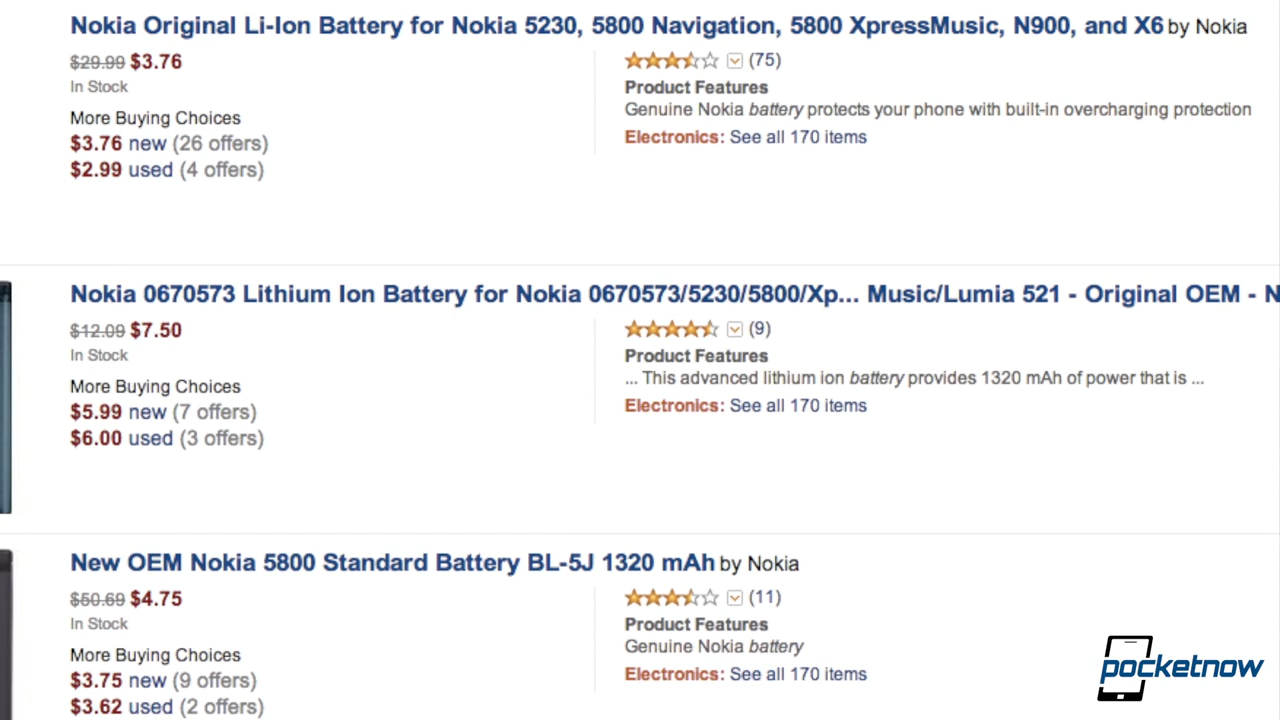 Nokia Original Li-Ion Battery for Nokia 5230, 5800 Navigation, 5800 XpressMusic, N900, and X6 by Nokia
$29.99 $3.76
In Stock
More Buying Choices
$3.76 new (26 offers)
$2.99 used (4 offers)
(75)
Product Features
Genuine Nokia battery protects your phone with built-in overcharging protection
Electronics: See all 170 items
Nokia 0670573 Lithium Ion Battery for Nokia 0670573/5230/5800/Xp... Music/Lumia 521 - Original OEM - N
$12.09 $7.50
In Stock
More Buying Choices
$5.99 new (7 offers)
$6.00 used (3 offers)
(9)
Product Features
... This advanced lithium ion battery provides 1320 mAh of power that is ...
Electronics: See all 170 items
New OEM Nokia 5800 Standard Battery BL-5J 1320 mAh by Nokia
$50.69 $4.75
In Stock
More Buying Choices
$3.75 new (9 offers)
$3.62 used (2 offers)
(11)
Product Features
Genuine Nokia battery
Electronics: See all 170 items
pocketnow